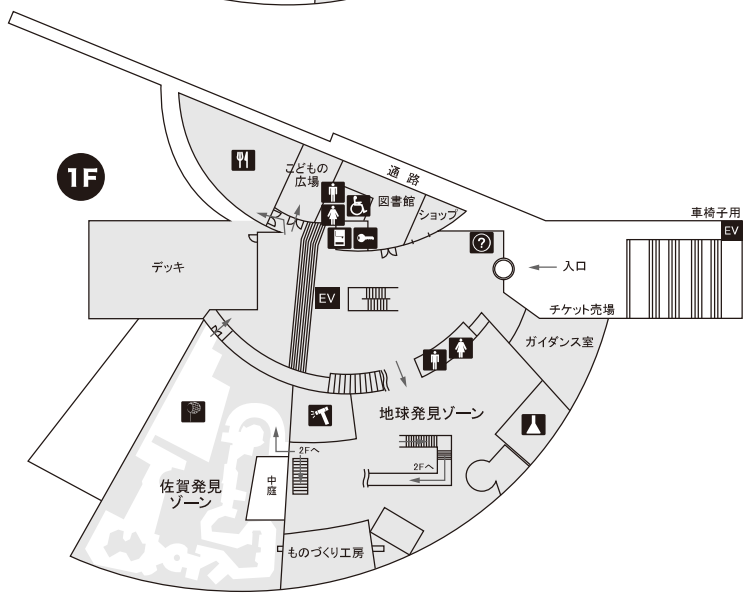 1F
こどもの
広場
通路
図書館
ショップ
車椅子用
EV
?
デッキ
入口
EV
チケット売場
ガイダンス室
地球発見ゾーン
2Fへ
2Fへ
中庭
佐賀発見
ゾーン
ものづくり工房